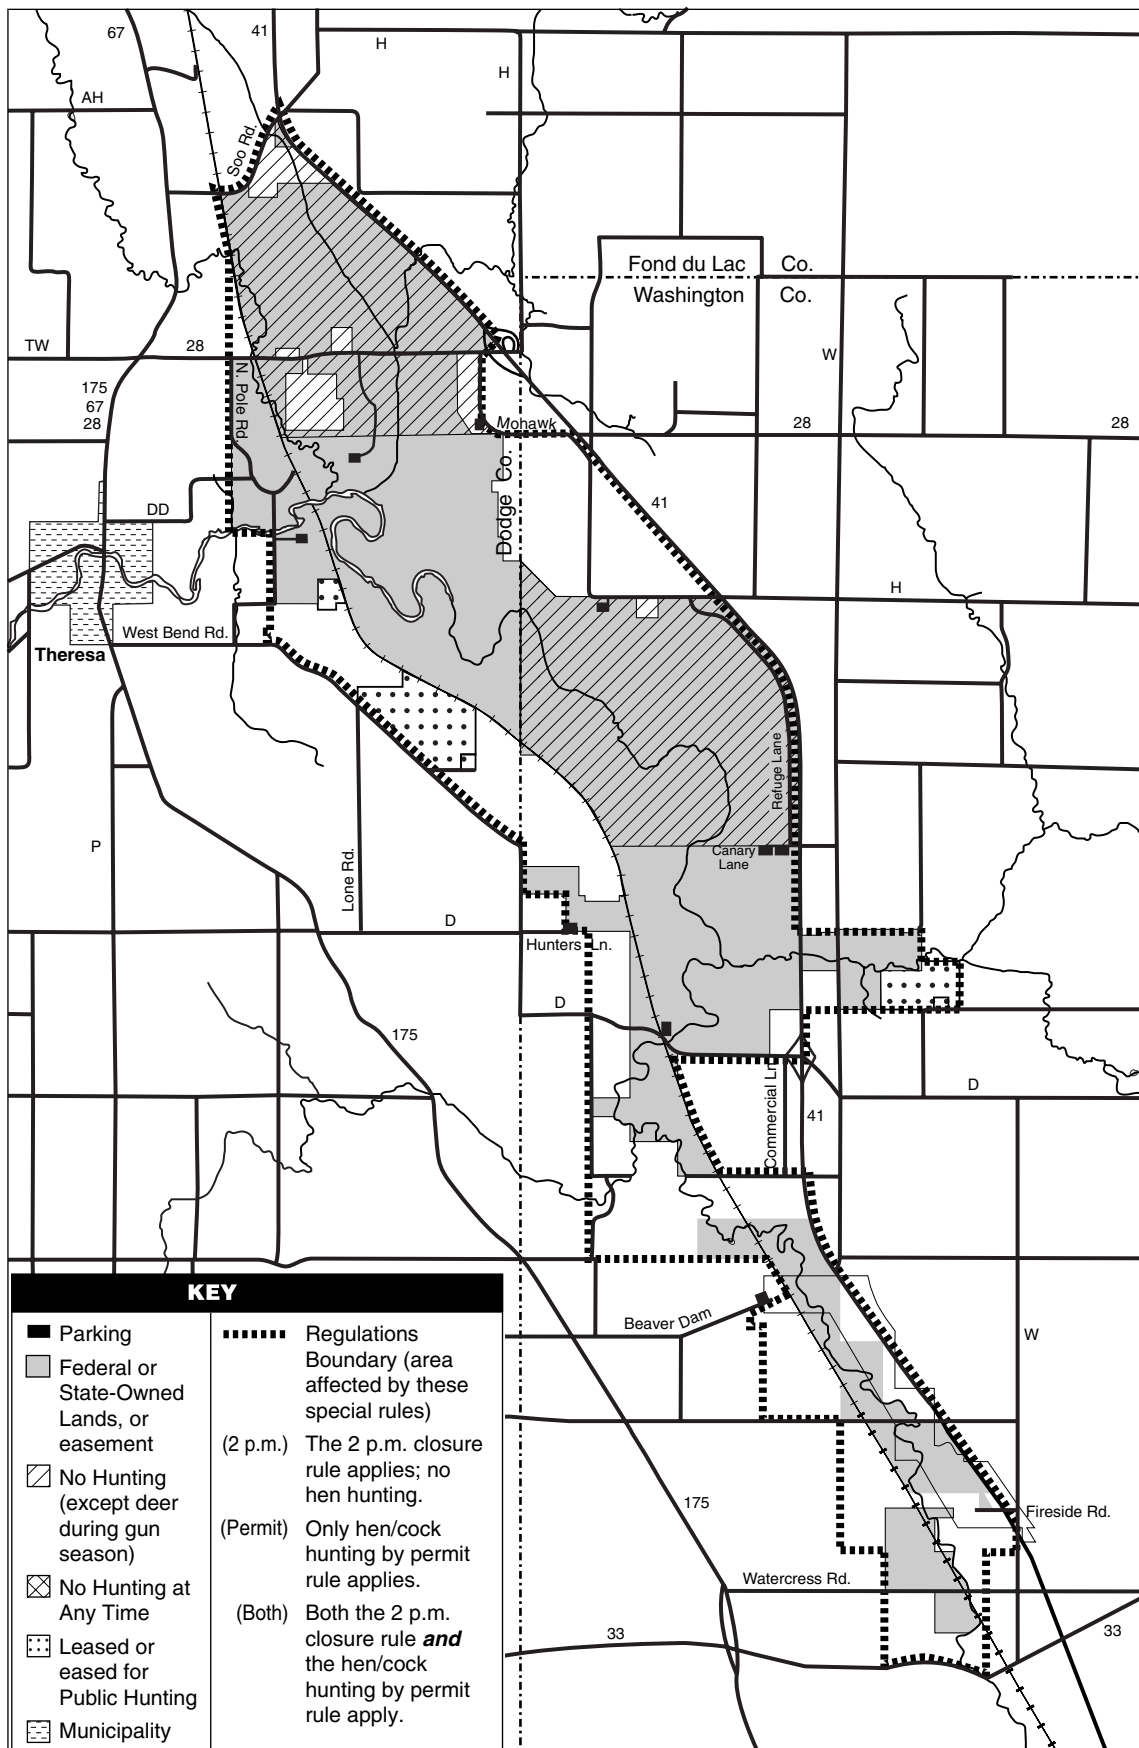 67
41
H
H
AH
Soo Rd.
Fond du Lac Co.
Washington Co.
TW
28
W
175
67
28
N. Pole Rd.
Mohawk
28
28
Dodge Co.
41
DD
H
West Bend Rd.
Theresa
Refuge Lane
P
Canary
Lane
Lone Rd.
D
Hunters Ln.
D
175
Commercial Ln.
D
41
Beaver Dam
W
175
Fireside Rd.
Watercress Rd.
33
33
KEY
Parking
Federal or
State-Owned
Lands, or
easement
No Hunting
(except deer
during gun
season)
No Hunting at
Any Time
Leased or
eased for
Public Hunting
Municipality
Regulations
Boundary (area
affected by these
special rules)
(2 p.m.) The 2 p.m. closure
rule applies; no
hen hunting.
(Permit) Only hen/cock
hunting by permit
rule applies.
(Both) Both the 2 p.m.
closure rule and
the hen/cock
hunting by permit
rule apply.